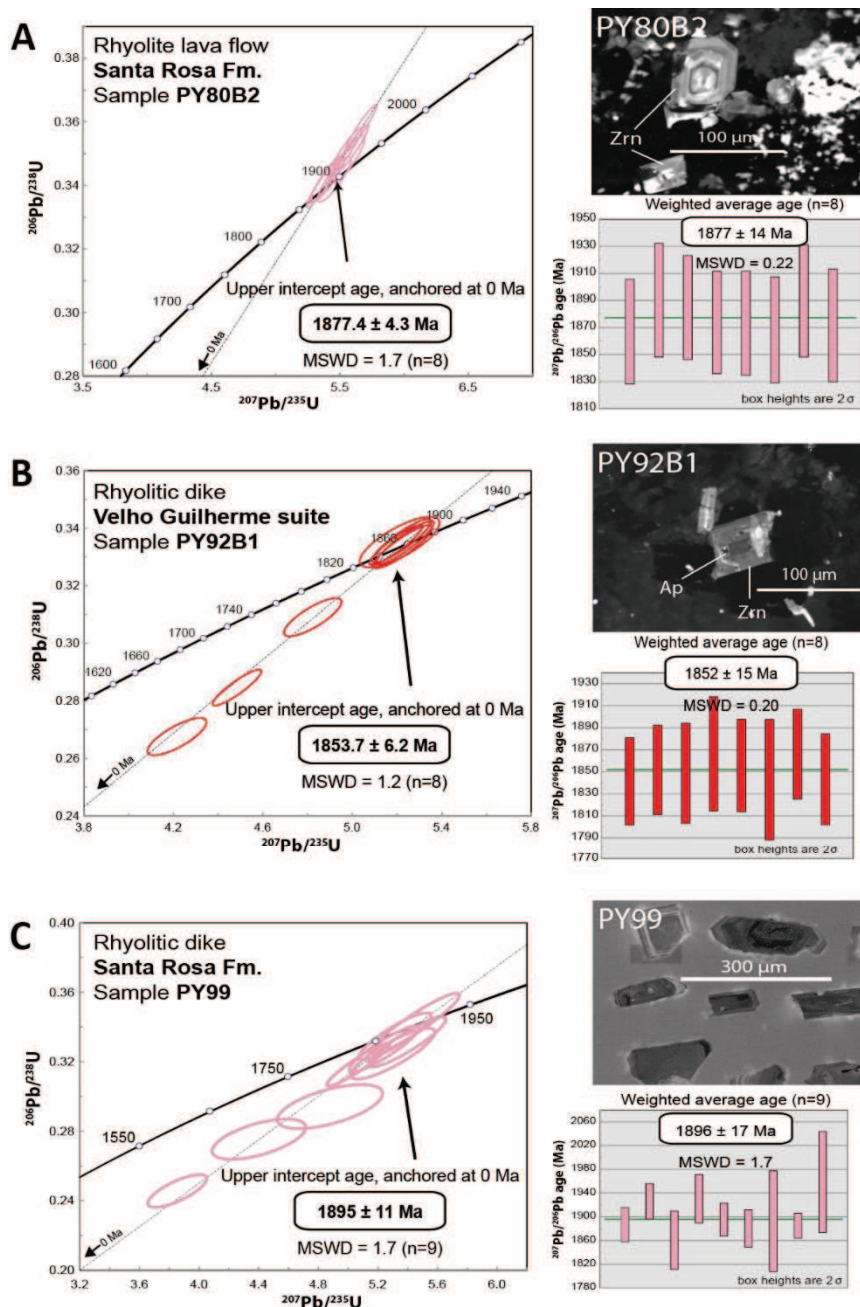 A
Rhyolite lava flow
Santa Rosa Fm.
Sample PY80B2
0.38
0.36
0.34
0.32
0.30
0.28
²⁰⁶Pb/²³⁸U
2000
1900
1800
1700
1600
Upper intercept age, anchored at 0 Ma
1877.4 ± 4.3 Ma
MSWD = 1.7 (n=8)
0 Ma
3.5 4.5 5.5 6.5
²⁰⁷Pb/²³⁵U
PY80B2
Zrn
100 µm
Weighted average age (n=8)
1877 ± 14 Ma
MSWD = 0.22
1950
1930
1910
1890
1870
1850
1830
1810
²⁰⁷Pb/²⁰⁶Pb age (Ma)
box heights are 2σ
B
Rhyolitic dike
Velho Guilherme suite
Sample PY92B1
0.36
0.34
0.32
0.30
0.28
0.26
0.24
²⁰⁶Pb/²³⁸U
1940
1900
1860
1820
1740
1700
1660
1620
Upper intercept age, anchored at 0 Ma
1853.7 ± 6.2 Ma
MSWD = 1.2 (n=8)
0 Ma
3.8 4.2 4.6 5.0 5.4 5.8
²⁰⁷Pb/²³⁵U
PY92B1
Ap
Zrn
100 µm
Weighted average age (n=8)
1852 ± 15 Ma
MSWD = 0.20
1930
1910
1890
1870
1850
1830
1810
1790
1770
²⁰⁷Pb/²⁰⁶Pb age (Ma)
box heights are 2σ
C
Rhyolitic dike
Santa Rosa Fm.
Sample PY99
0.40
0.36
0.32
0.28
0.24
0.20
²⁰⁶Pb/²³⁸U
1950
1750
1550
Upper intercept age, anchored at 0 Ma
1895 ± 11 Ma
MSWD = 1.7 (n=9)
0 Ma
3.2 4.0 4.8 5.2 6.0
²⁰⁷Pb/²³⁵U
PY99
300 µm
Weighted average age (n=9)
1896 ± 17 Ma
MSWD = 1.7
2060
2020
1980
1940
1900
1860
1820
1780
²⁰⁷Pb/²⁰⁶Pb age (Ma)
box heights are 2σ